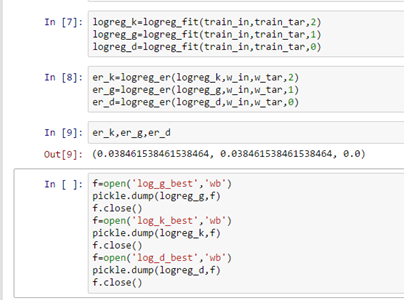 In [7]: logreg_k=logreg_fit(train_in,train_tar,2)
logreg_g=logreg_fit(train_in,train_tar,1)
logreg_d=logreg_fit(train_in,train_tar,0)
In [8]: er_k=logreg_er(logreg_k,w_in,w_tar,2)
er_g=logreg_er(logreg_g,w_in,w_tar,1)
er_d=logreg_er(logreg_d,w_in,w_tar,0)
In [9]: er_k,er_g,er_d
Out[9]: (0.038461538461538464, 0.038461538461538464, 0.0)
In [ ]: f=open('log_g_best','wb')
pickle.dump(logreg_g,f)
f.close()
f=open('log_k_best','wb')
pickle.dump(logreg_k,f)
f.close()
f=open('log_d_best','wb')
pickle.dump(logreg_d,f)
f.close()